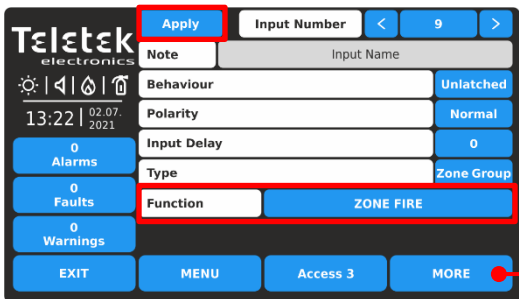 Teletek
electronics
13:22 02.07.
2021
0
Alarms
0
Faults
0
Warnings
EXIT
Apply
Input Number < 9 >
Note Input Name
Behaviour Unlatched
Polarity Normal
Input Delay 0
Type Zone Group
Function ZONE FIRE
MENU Access 3 MORE